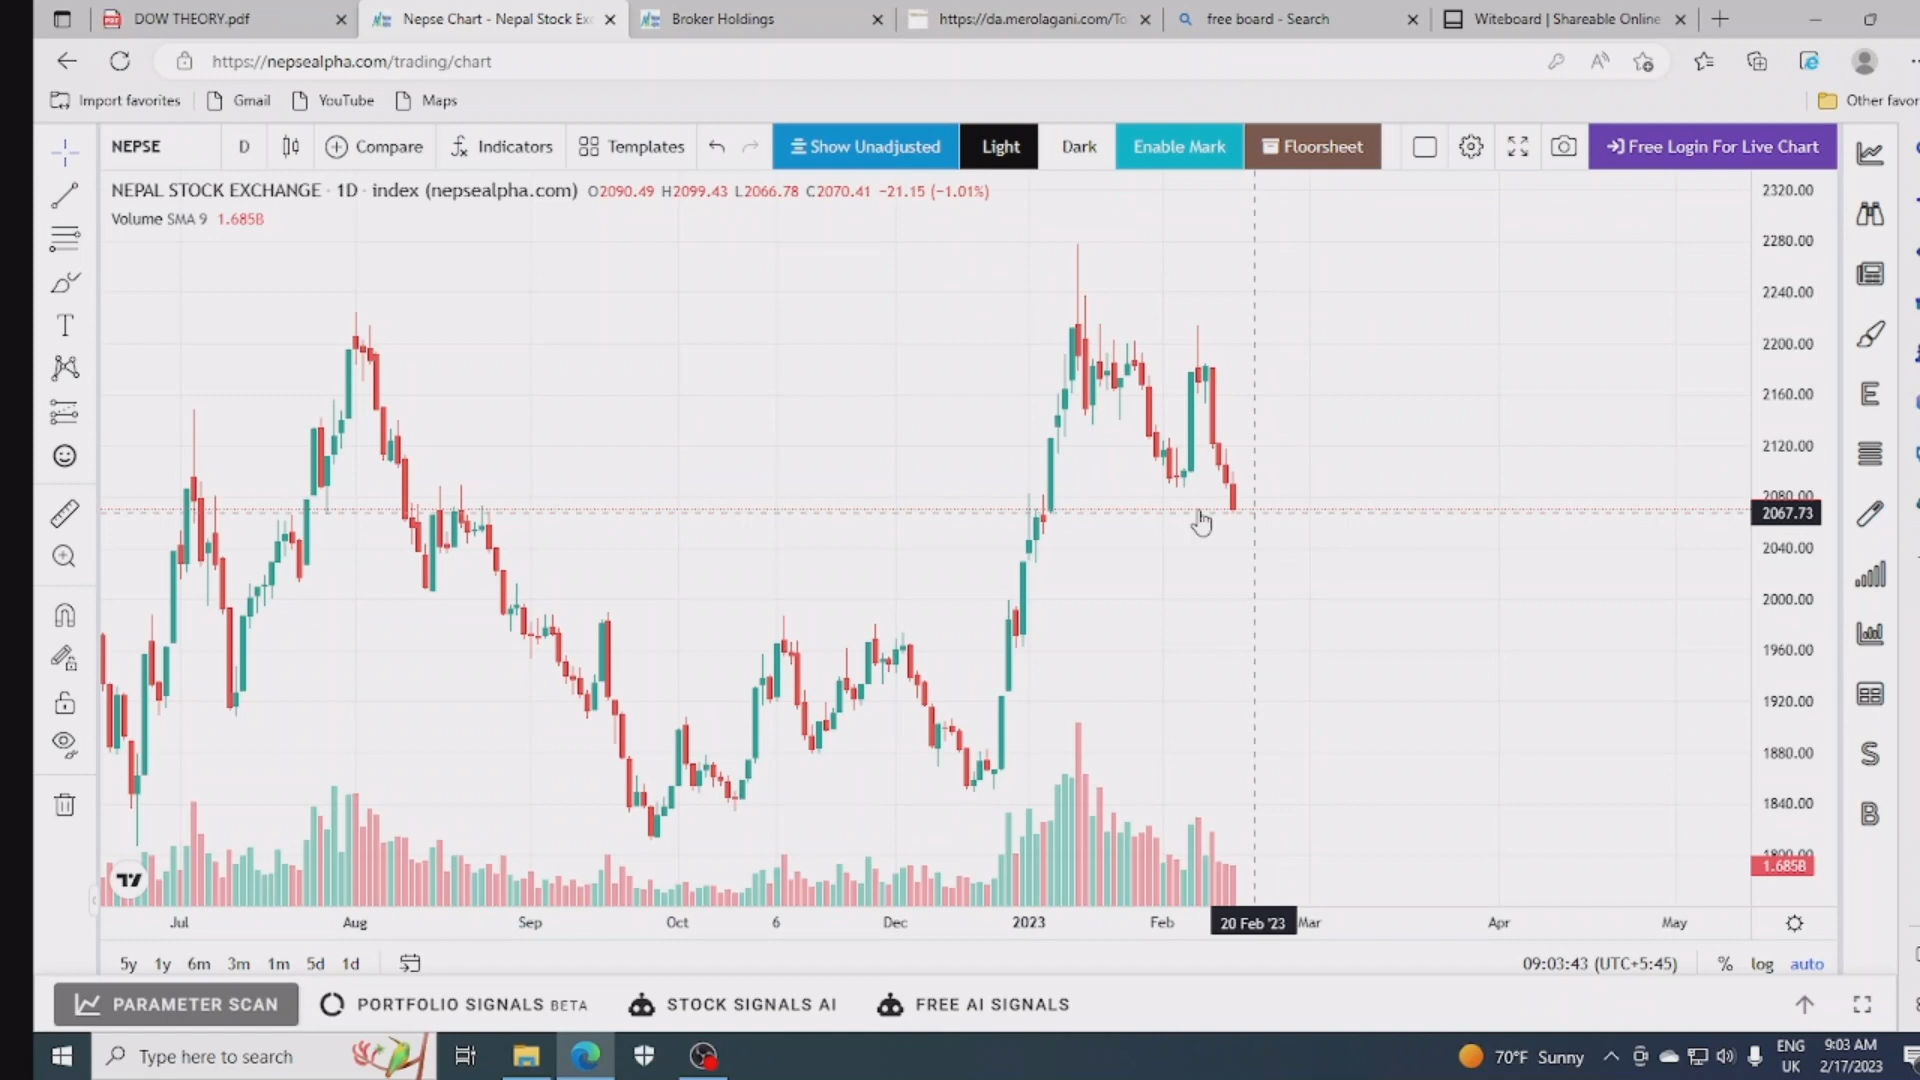 DOW THEORY.pdf
Nepse Chart - Nepal Stock Ex
Broker Holdings
https://da.merolagani.com/To
free board - Search
Witeboard | Shareable Online
https://nepsealpha.com/trading/chart
Import favorites
Gmail
YouTube
Maps
Other favor
NEPSE
D
Compare
Indicators
Templates
Show Unadjusted
Light
Dark
Enable Mark
Floorsheet
Free Login For Live Chart
NEPAL STOCK EXCHANGE · 1D · index (nepsealpha.com) O2090.49 H2099.43 L2066.78 C2070.41 −21.15 (−1.01%)
Volume SMA 9 1.685B
2320.00
2280.00
2240.00
2200.00
2160.00
2120.00
2080.00
2067.73
2040.00
2000.00
1960.00
1920.00
1880.00
1840.00
1800.00
1.685B
E
S
B
Jul
Aug
Sep
Oct
6
Dec
2023
Feb
20 Feb '23
Mar
Apr
May
5y 1y 6m 3m 1m 5d 1d
09:03:43 (UTC+5:45)
% log auto
PARAMETER SCAN
PORTFOLIO SIGNALS BETA
STOCK SIGNALS AI
FREE AI SIGNALS
Type here to search
70°F Sunny
ENG
UK
9:03 AM
2/17/2023